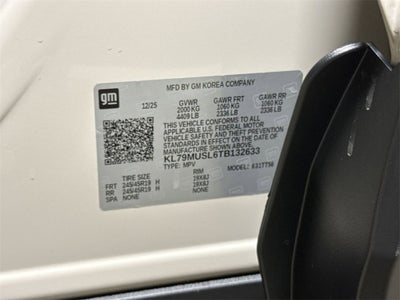 MFD BY GM KOREA COMPANY
gm
12/25 GVWR GAWR FRT GAWR RR
2000 KG 1060 KG 1060 KG
4409 LB 2336 LB 2336 LB
THIS VEHICLE CONFORMS TO ALL
APPLICABLE U.S. FEDERAL MOTOR
VEHICLE SAFETY AND THEFT PREVENTION
STANDARDS IN EFFECT ON THE DATE OF
MANUFACTURE SHOWN ABOVE.
KL79MUSL6TB132633
TYPE: MPV MODEL:
TIRE SIZE RIM
FRT 245/45R19 H 19X8J
RR 245/45R19 H 19X8J
SPA NONE NONE